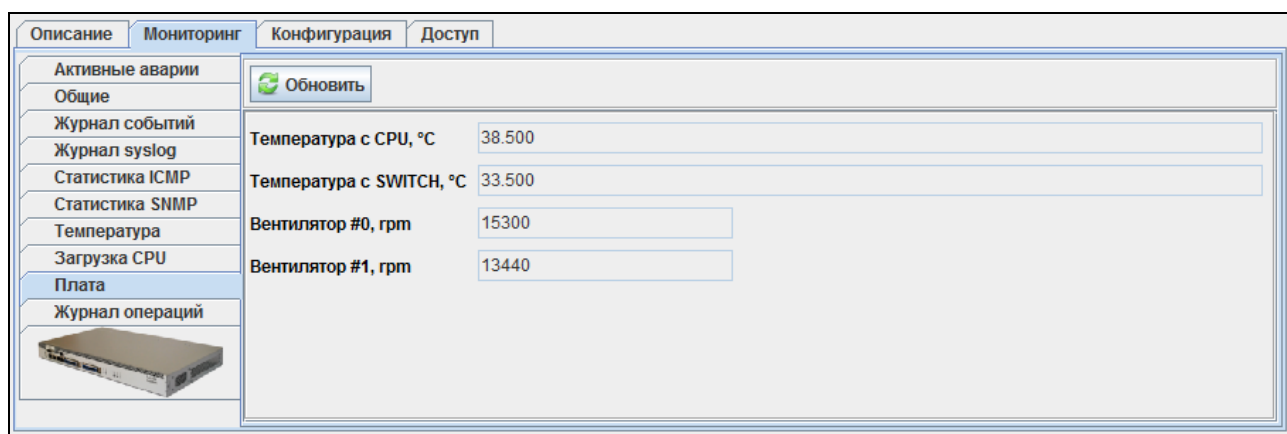 Описание Мониторинг Конфигурация Доступ
Активные аварии
Общие
Журнал событий
Журнал syslog
Статистика ICMP
Статистика SNMP
Температура
Загрузка CPU
Плата
Журнал операций
Обновить
Температура с CPU, °C 38.500
Температура с SWITCH, °C 33.500
Вентилятор #0, rpm 15300
Вентилятор #1, rpm 13440